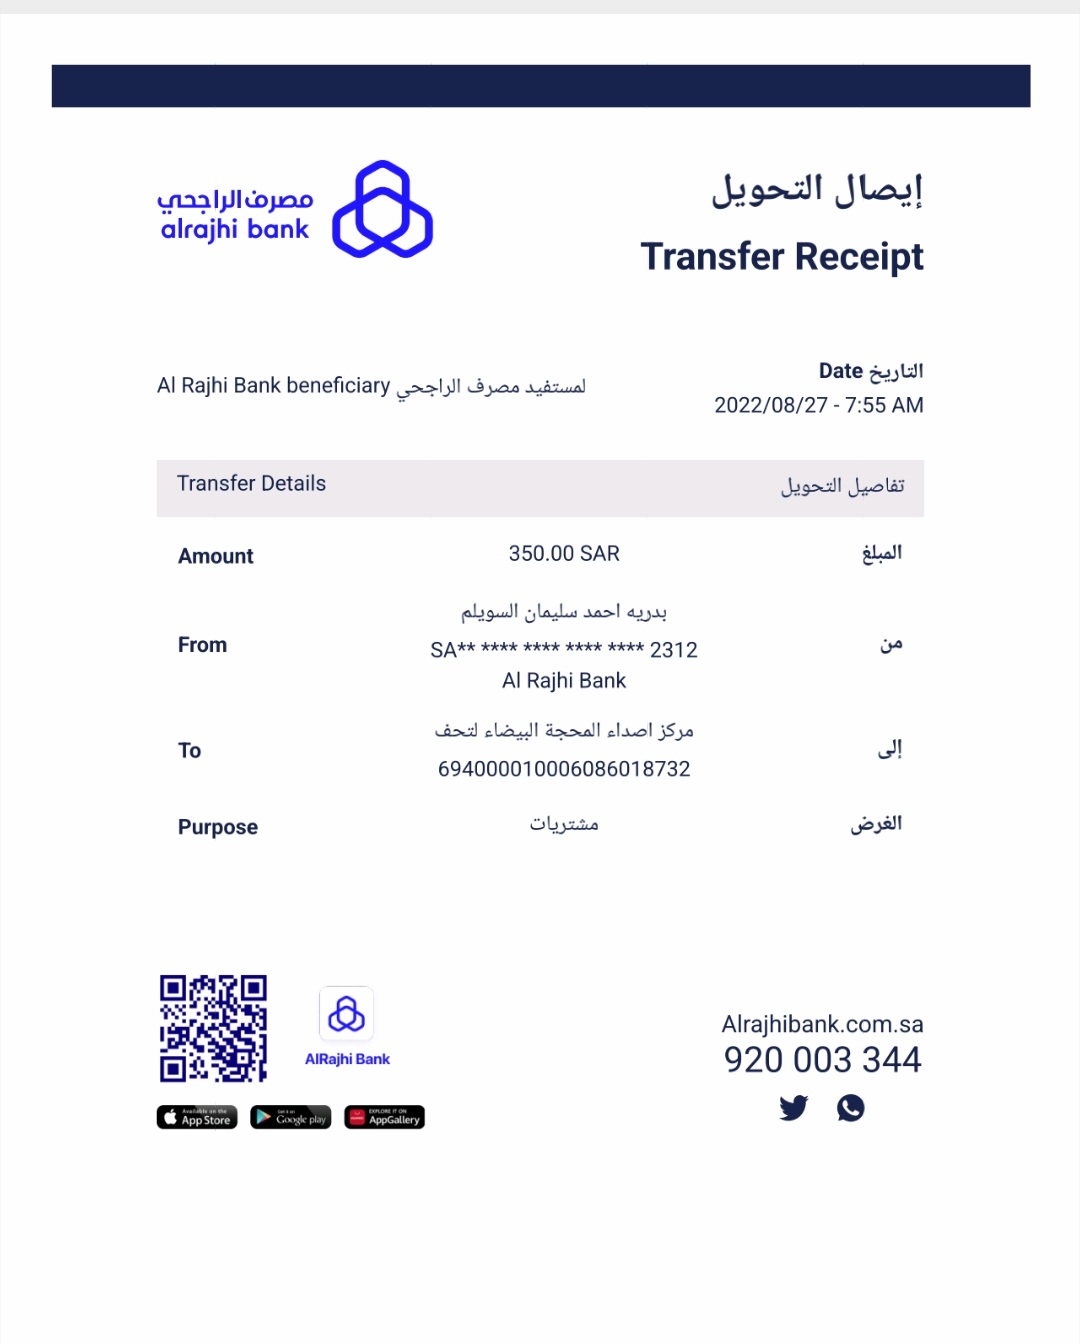 مصرف الراجحي
alrajhi bank
إيصال التحويل
Transfer Receipt
Al Rajhi Bank beneficiary لمستفيد مصرف الراجحي
التاريخ Date
2022/08/27 - 7:55 AM
Transfer Details تفاصيل التحويل
Amount 350.00 SAR المبلغ
بدريه احمد سليمان السويلم
From SA** **** **** **** **** 2312 من
Al Rajhi Bank
مركز اصداء المحجة البيضاء لتحف
To 694000010006086018732 إلى
Purpose مشتريات الغرض
AlRajhi Bank
Available on the App Store
Get it on Google play
EXPLORE IT ON AppGallery
Alrajhibank.com.sa
920 003 344